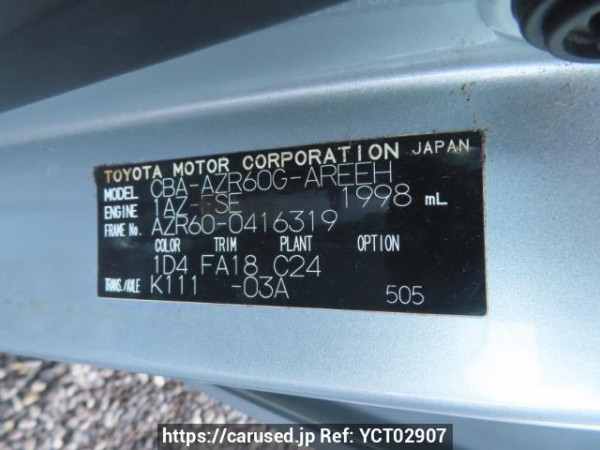 TOYOTA MOTOR CORPORATION JAPAN
MODEL CBA-AZR60G-AREEH
ENGINE 1AZ-FSE 1998 mL
FRAME No. AZR60-0416319
COLOR TRIM PLANT OPTION
1D4 FA18 C24
TRANS./AXLE K111 -03A 505
https://carused.jp Ref: YCT02907